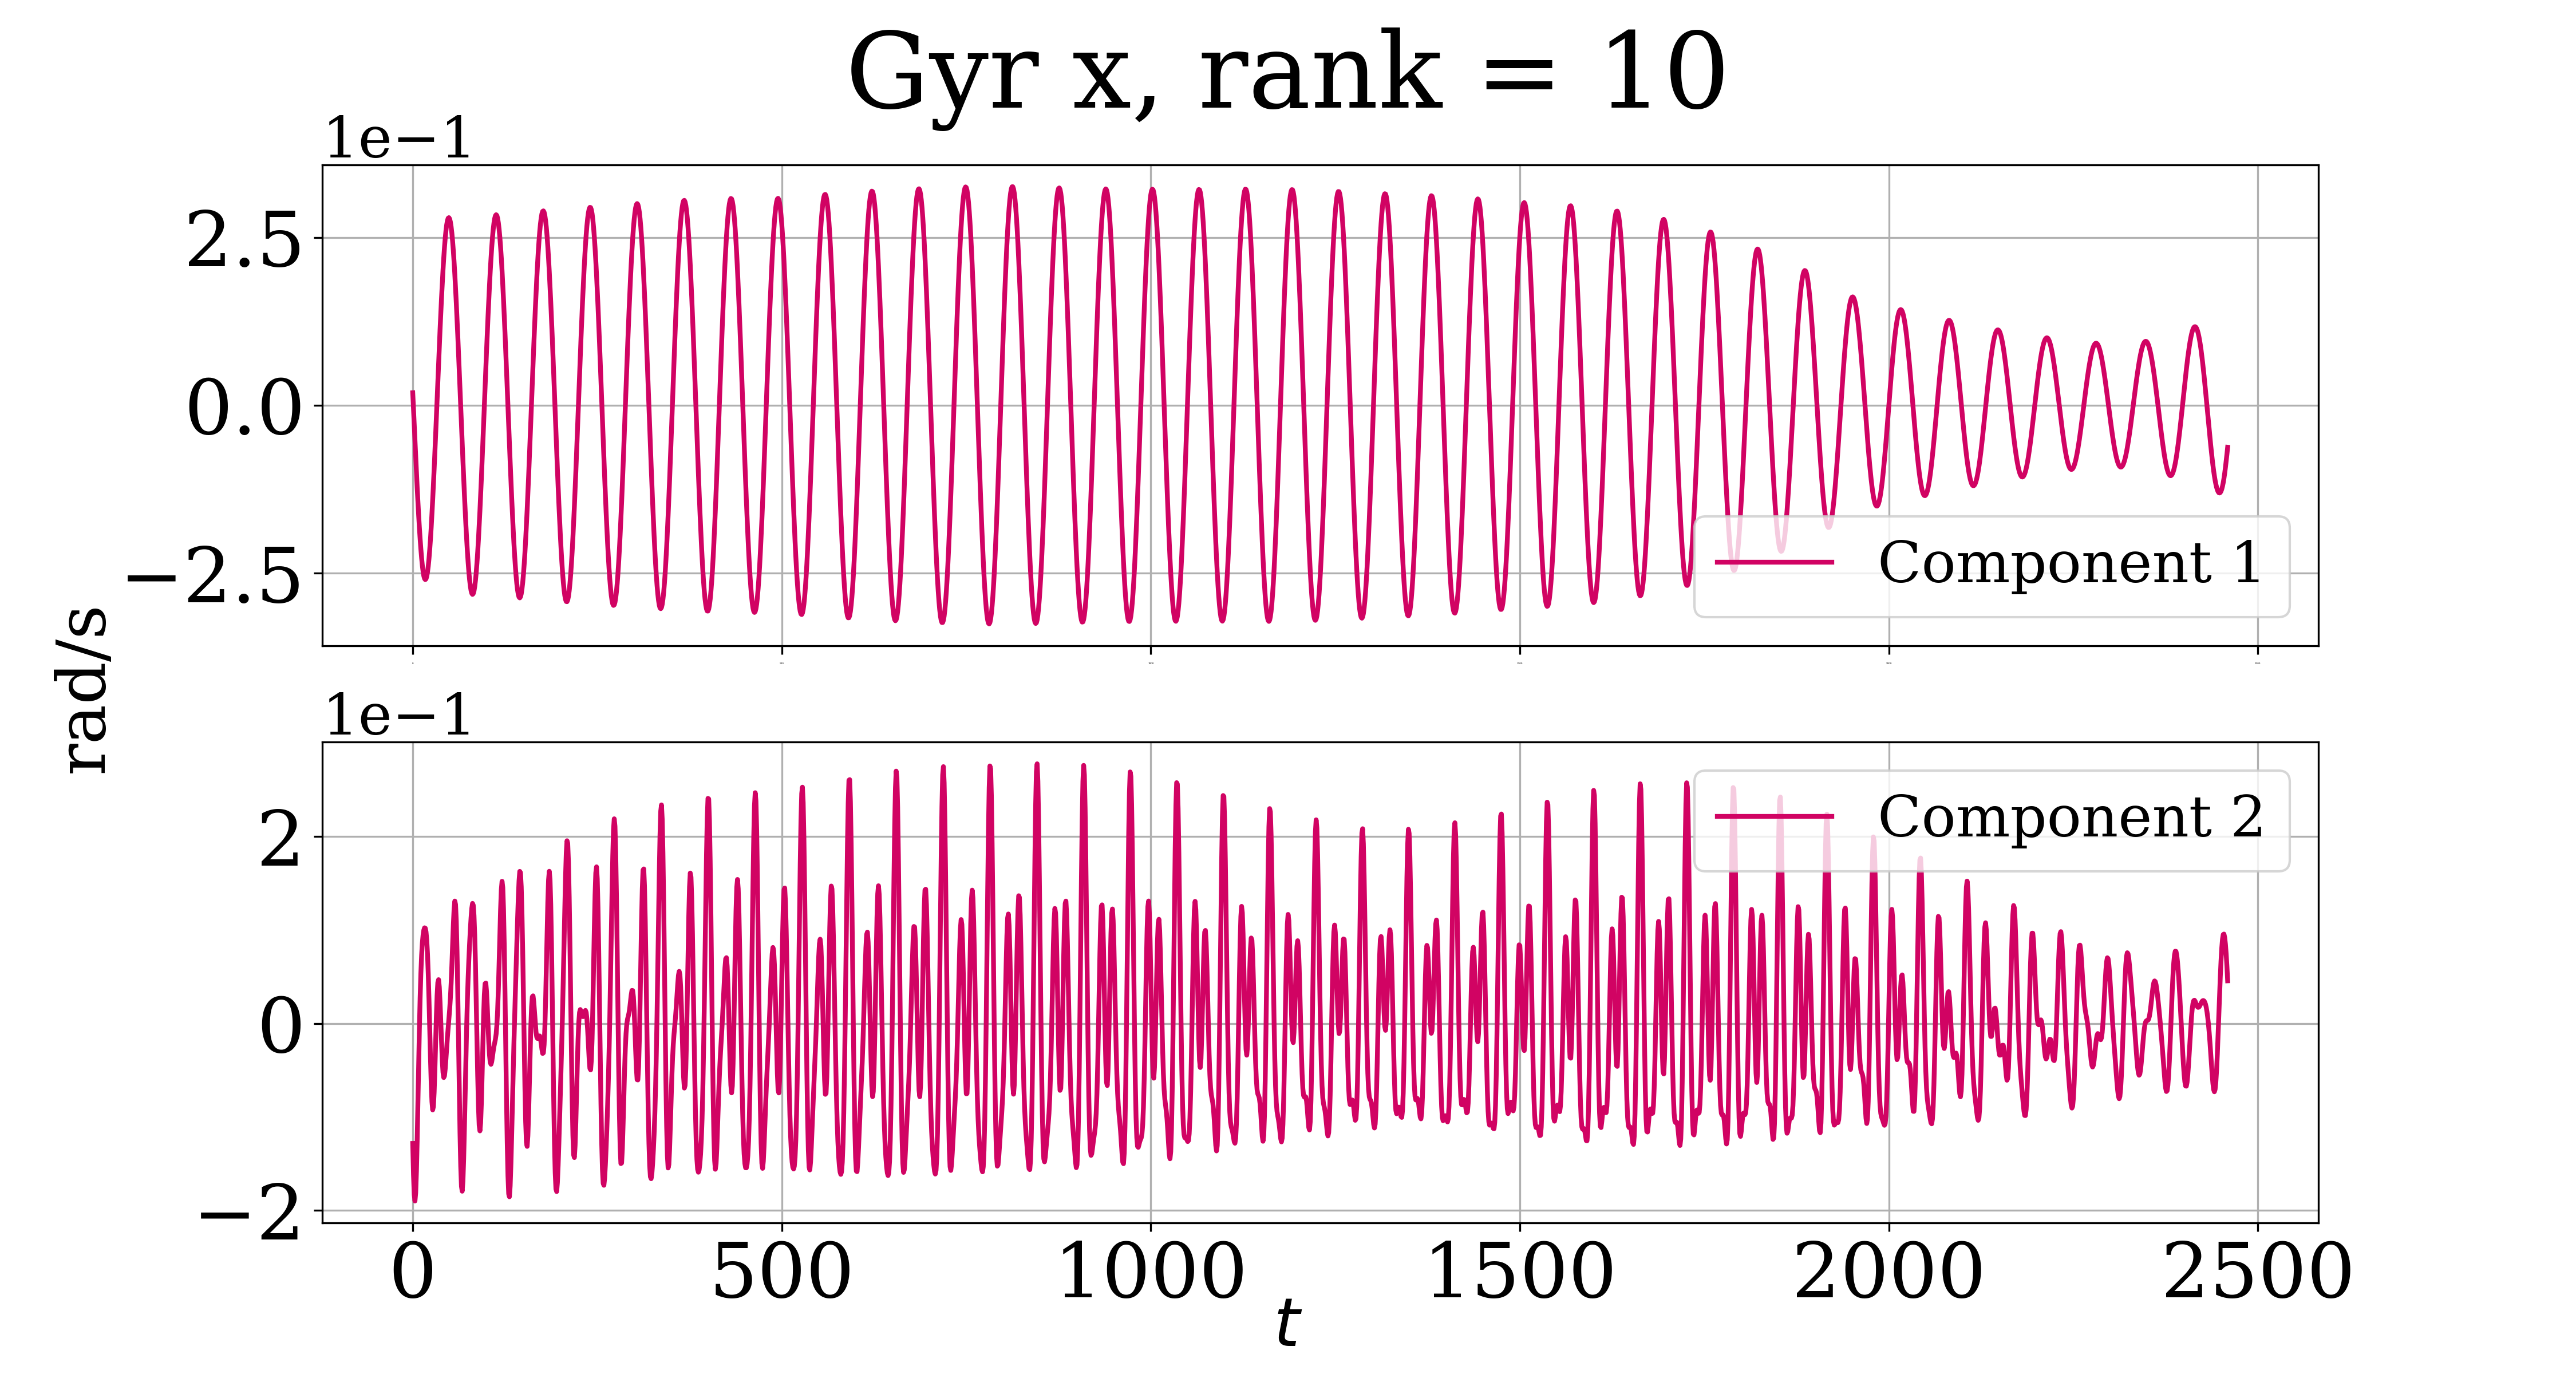 Gyr x, rank = 10
1e−1
2.5
0.0
−2.5
Component 1
rad/s
1e−1
2
0
−2
Component 2
0 500 1000 1500 2000 2500
t